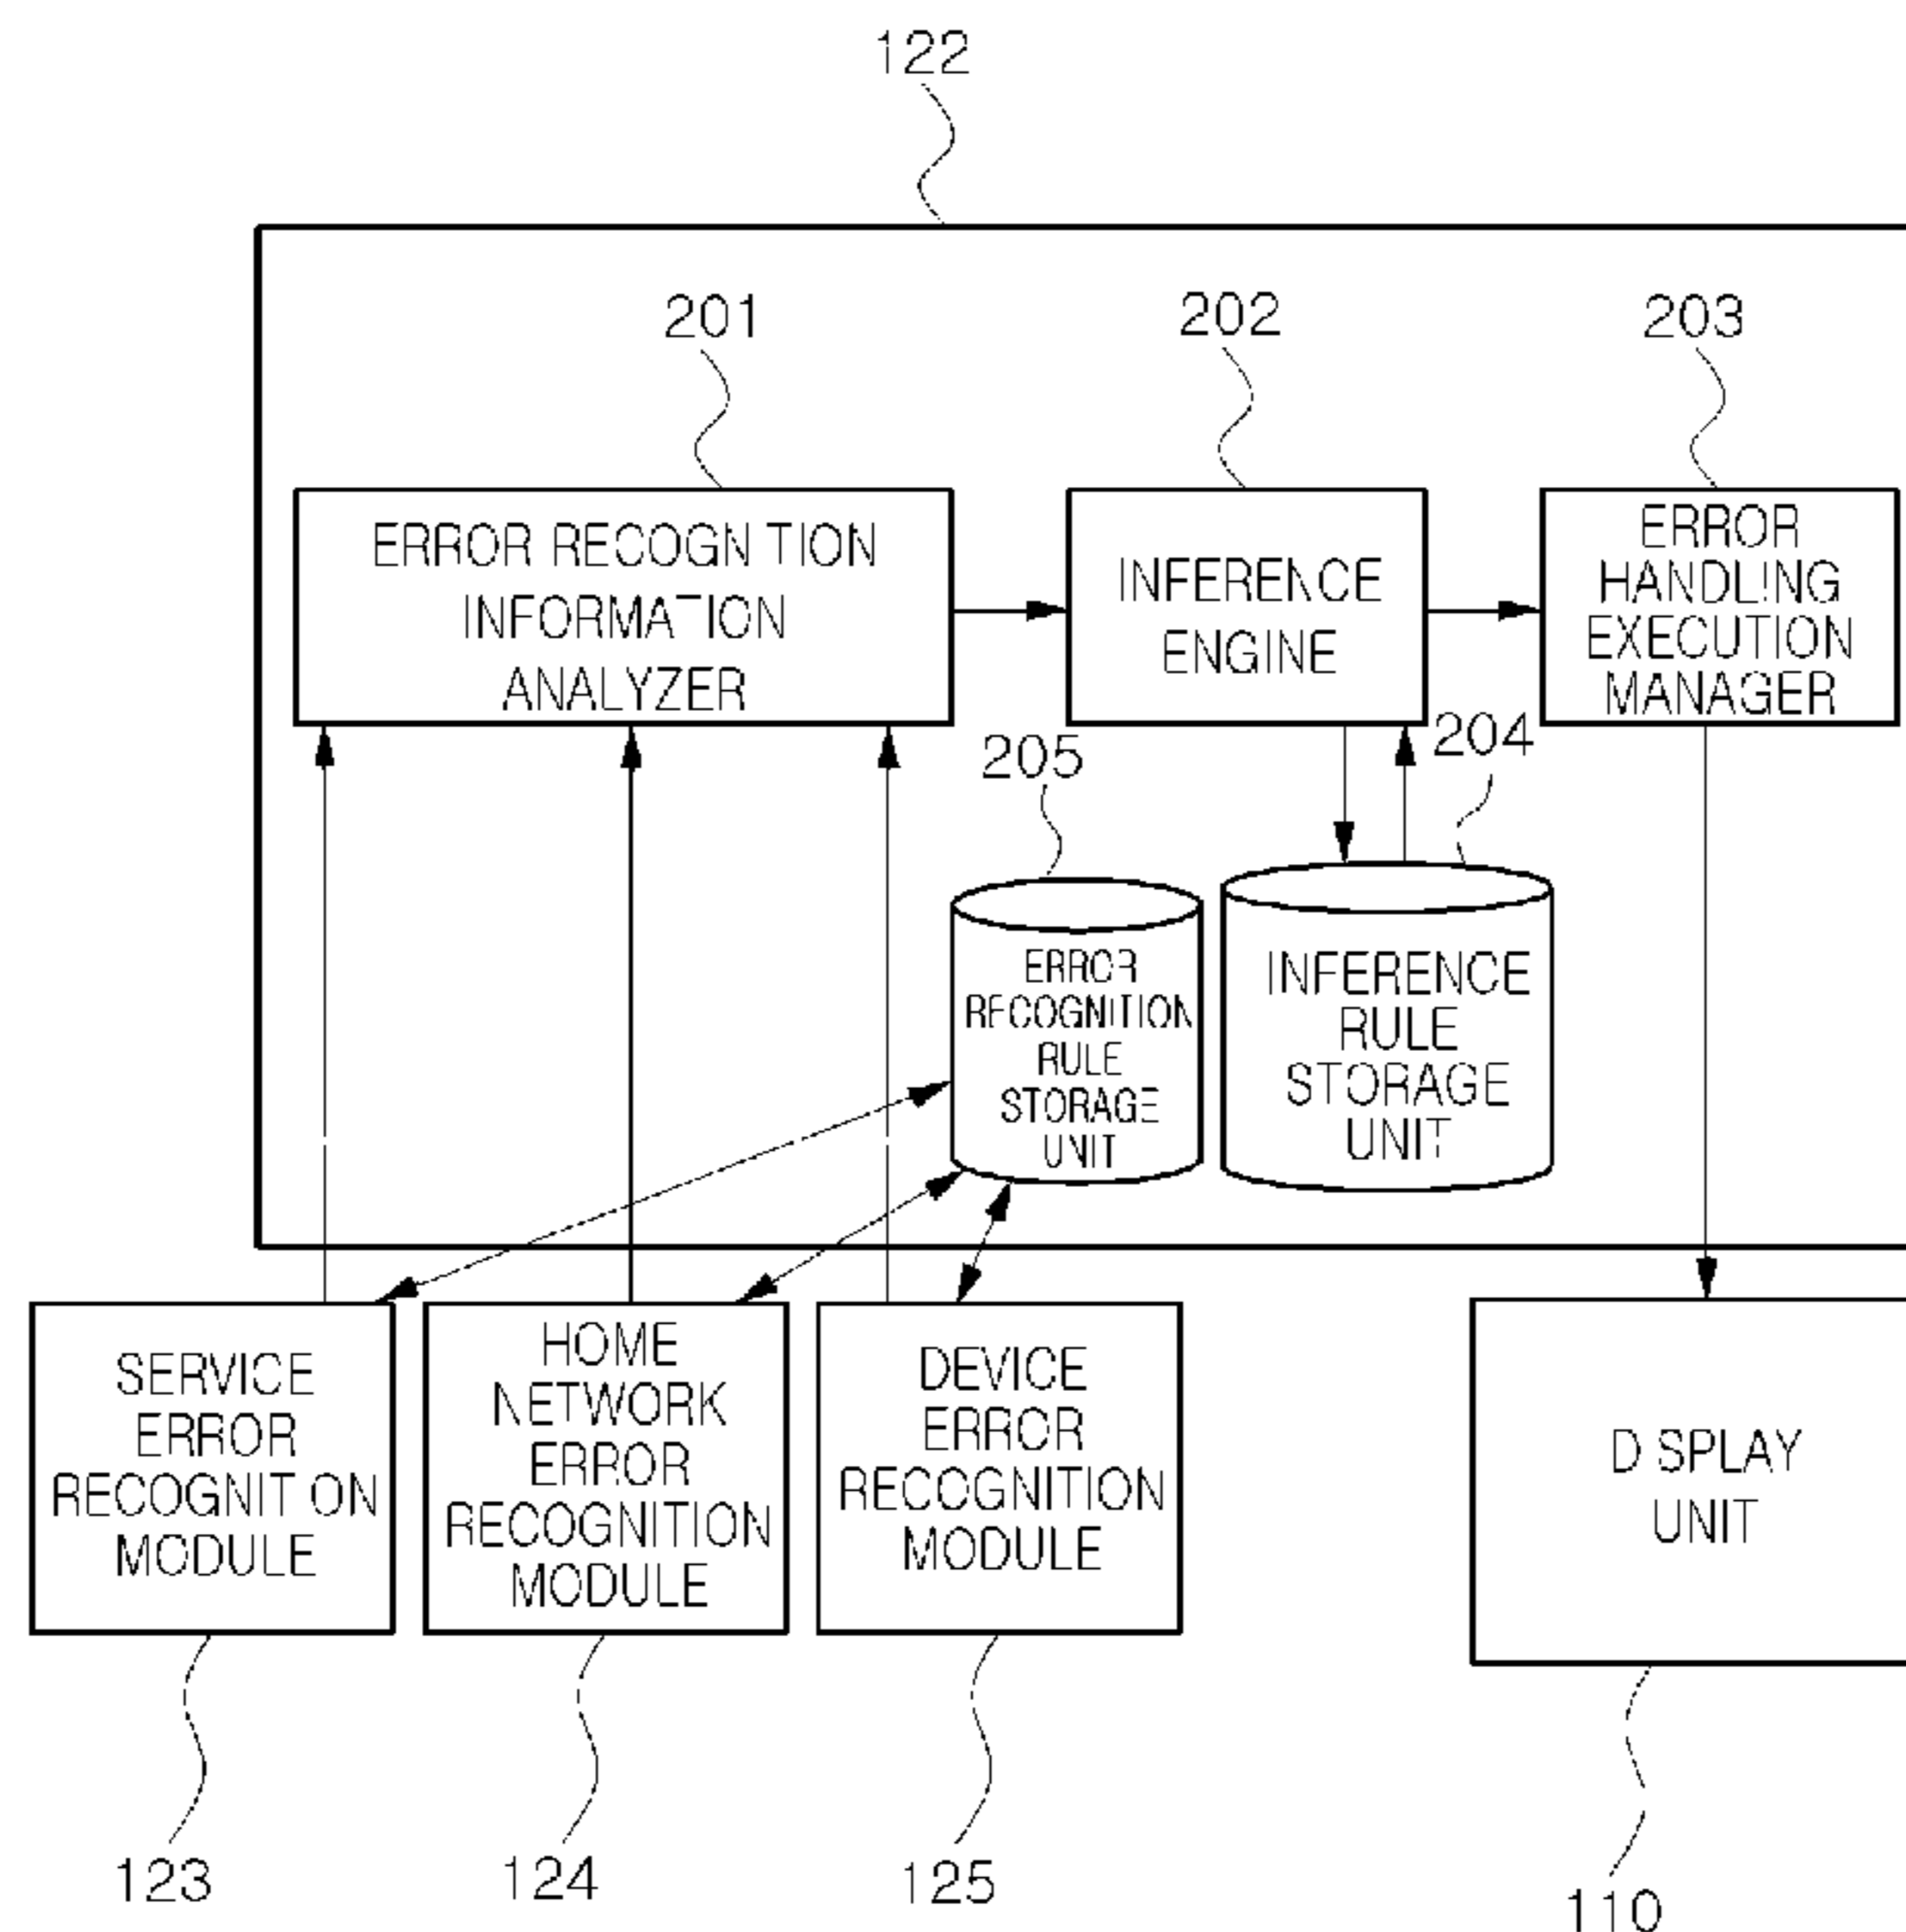 122
201
202
203
ERROR RECOGNITION
INFORMATION
ANALYZER
INFERENCE
ENGINE
ERROR
HANDLING
EXECUTION
MANAGER
205
204
ERROR
RECOGNITION
RULE
STORAGE
UNIT
INFERENCE
RULE
STORAGE
UNIT
SERVICE
ERROR
RECOGNITION
MODULE
HOME
NETWORK
ERROR
RECOGNITION
MODULE
DEVICE
ERROR
RECOGNITION
MODULE
DISPLAY
UNIT
123
124
125
110